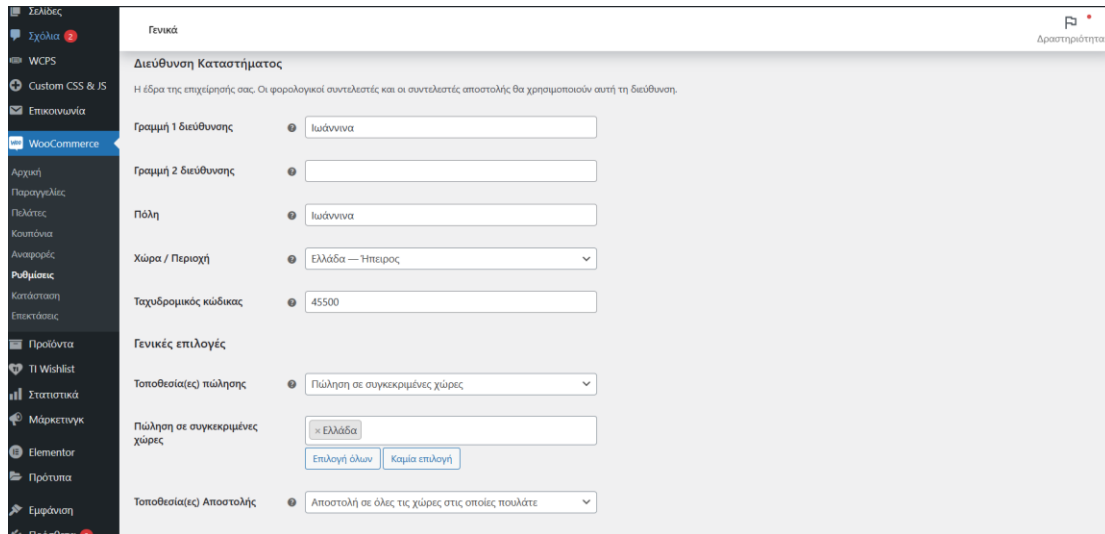 Σελίδες
Σχόλια 2
WCPS
Custom CSS & JS
Επικοινωνία
WooCommerce
Αρχική
Παραγγελίες
Πελάτες
Κουπόνια
Αναφορές
Ρυθμίσεις
Κατάσταση
Επεκτάσεις
Προϊόντα
TI Wishlist
Στατιστικά
Μάρκετινγκ
Elementor
Πρότυπα
Εμφάνιση
Πρόσθετα
Γενικά
Δραστηριότητα
Διεύθυνση Καταστήματος
Η έδρα της επιχείρησής σας. Οι φορολογικοί συντελεστές και οι συντελεστές αποστολής θα χρησιμοποιούν αυτή τη διεύθυνση.
Γραμμή 1 διεύθυνσης Ιωάννινα
Γραμμή 2 διεύθυνσης
Πόλη Ιωάννινα
Χώρα / Περιοχή Ελλάδα — Ήπειρος
Ταχυδρομικός κώδικας 45500
Γενικές επιλογές
Τοποθεσία(ες) πώλησης Πώληση σε συγκεκριμένες χώρες
Πώληση σε συγκεκριμένες
χώρες
× Ελλάδα
Επιλογή όλων Καμία επιλογή
Τοποθεσία(ες) Αποστολής Αποστολή σε όλες τις χώρες στις οποίες πουλάτε